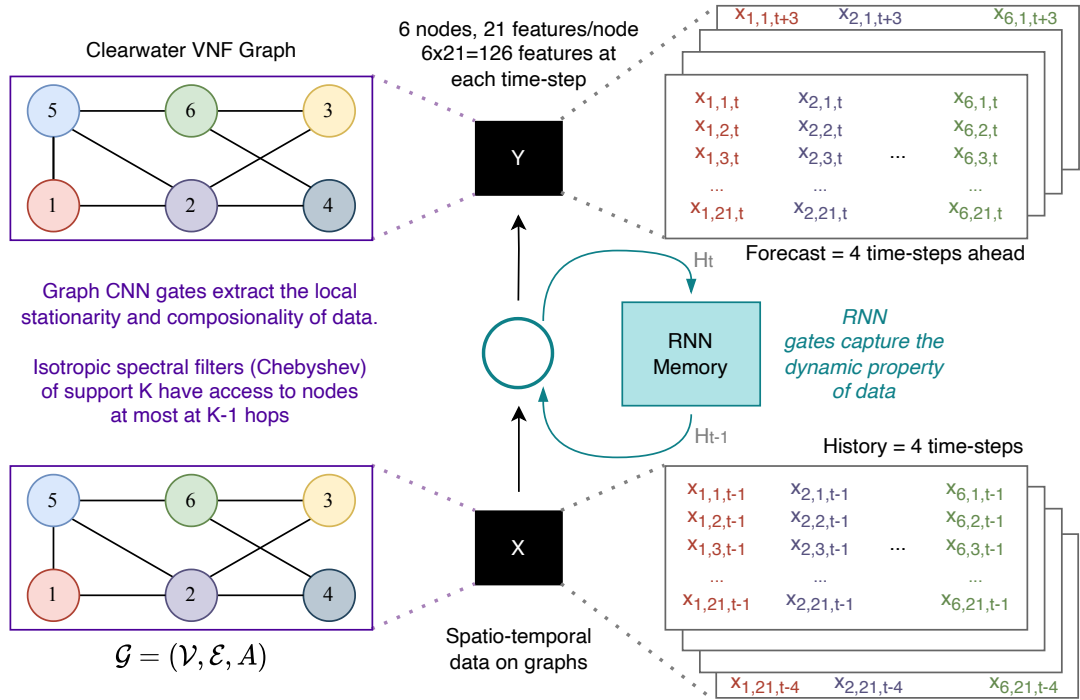 Clearwater VNF Graph
5 6 3
1 2 4
6 nodes, 21 features/node
6x21=126 features at
each time-step
Y
x1,1,t+3 x2,1,t+3 x6,1,t+3
x1,1,t x2,1,t x6,1,t
x1,2,t x2,2,t x6,2,t
x1,3,t x2,3,t ... x6,3,t
... ... ...
x1,21,t x2,21,t x6,21,t
Forecast = 4 time-steps ahead
Graph CNN gates extract the local
stationarity and composionality of data.
Isotropic spectral filters (Chebyshev)
of support K have access to nodes
at most at K-1 hops
Ht
RNN
Memory
Ht-1
RNN
gates capture the
dynamic property
of data
History = 4 time-steps
5 6 3
1 2 4
𝒢 = (𝒱, ℰ, A)
X
Spatio-temporal
data on graphs
x1,1,t-1 x2,1,t-1 x6,1,t-1
x1,2,t-1 x2,2,t-1 x6,2,t-1
x1,3,t-1 x2,3,t-1 ... x6,3,t-1
... ... ...
x1,21,t-1 x2,21,t-1 x6,21,t-1
x1,21,t-4 x2,21,t-4 x6,21,t-4